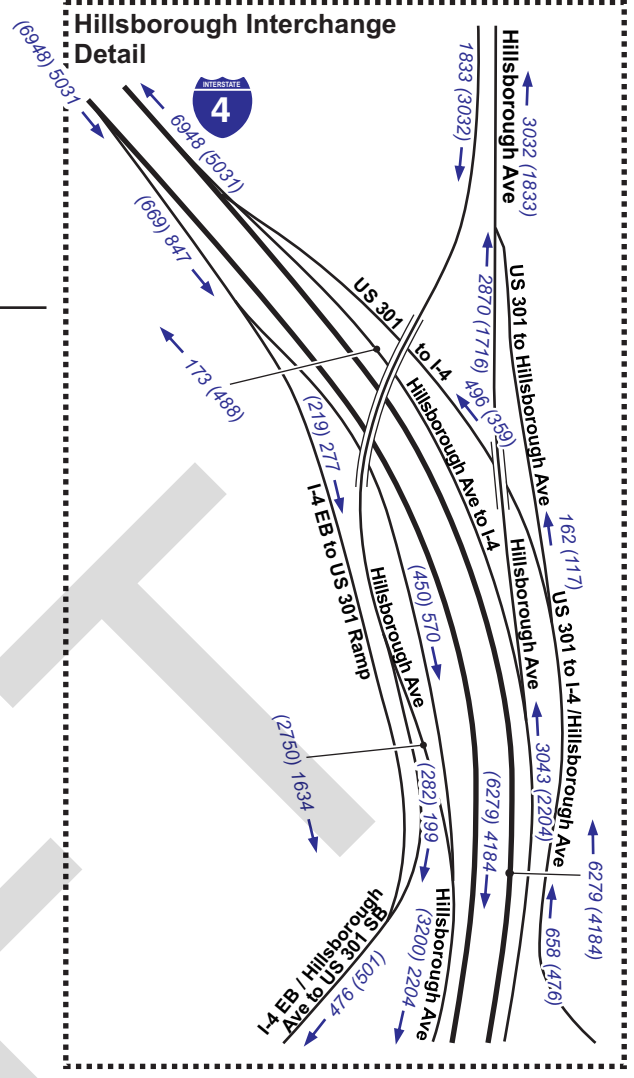 Hillsborough Interchange
Detail
INTERSTATE
4
(6948) 5031
6948 (5031)
1833 (3032)
Hillsborough Ave
3032 (1833)
(669) 847
173 (488)
US 301
to I-4
2870 (1716)
US 301 to Hillsborough Ave
496 (359)
Hillsborough Ave to I-4
(219) 277
I-4 EB to US 301 Ramp
162 (117)
Hillsborough Ave
Hillsborough Ave
(450) 570
US 301 to I-4 /Hillsborough Ave
3043 (2204)
(2750) 1634
(282) 199
(6279) 4184
6279 (4184)
658 (476)
Hillsborough Ave
(3200) 2204
I-4 EB / Hillsborough
Ave to US 301 SB
476 (501)